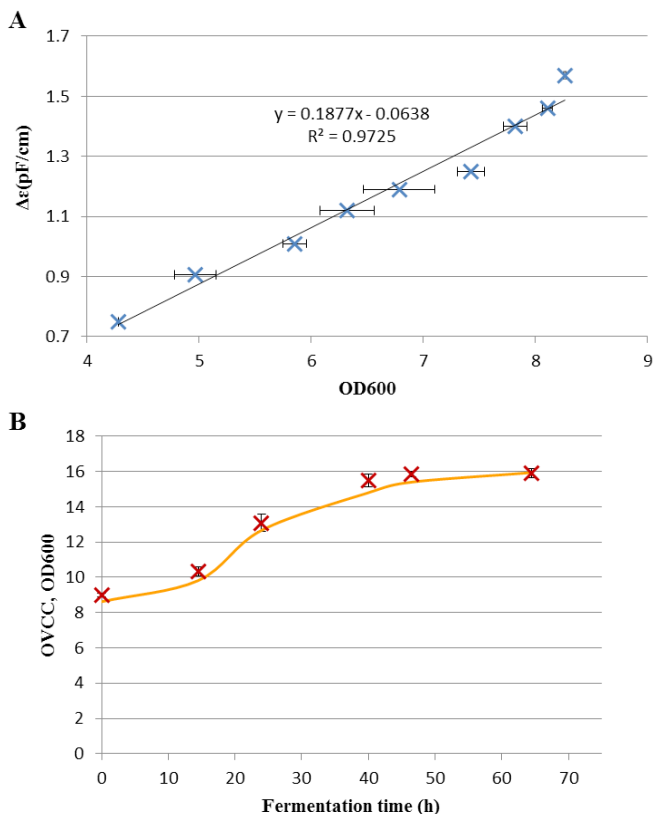 A
Δε(pF/cm)
1.7
1.5
1.3
1.1
0.9
0.7
y = 0.1877x - 0.0638
R² = 0.9725
4 5 6 7 8 9
OD600
B
OVCC, OD600
18
16
14
12
10
8
6
4
2
0
0 10 20 30 40 50 60 70
Fermentation time (h)